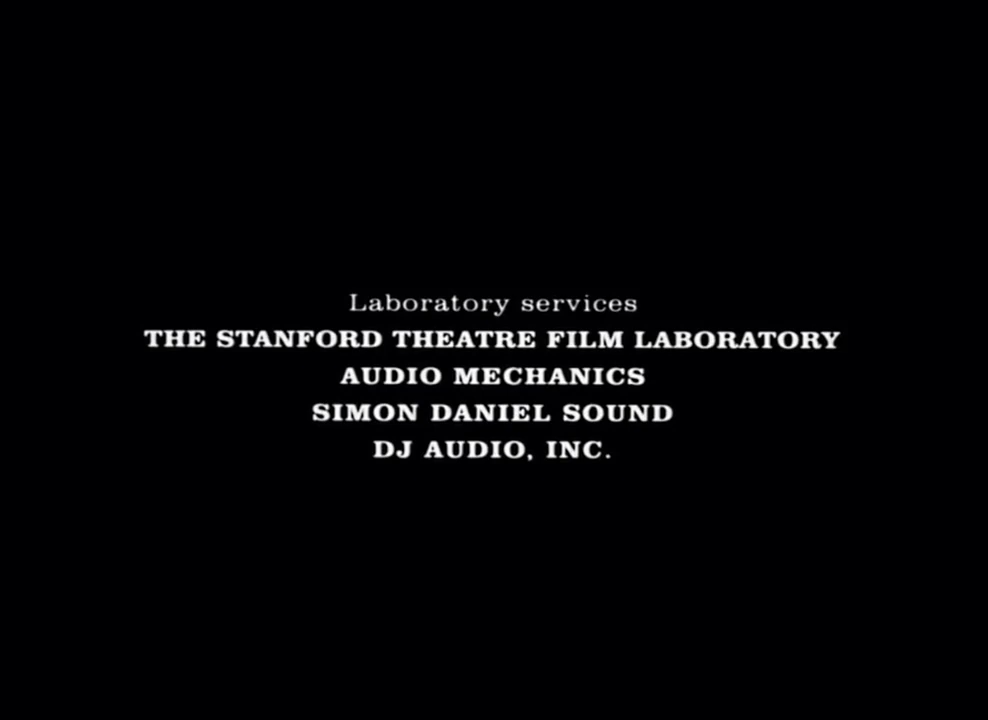 Laboratory services
THE STANFORD THEATRE FILM LABORATORY
AUDIO MECHANICS
SIMON DANIEL SOUND
DJ AUDIO, INC.